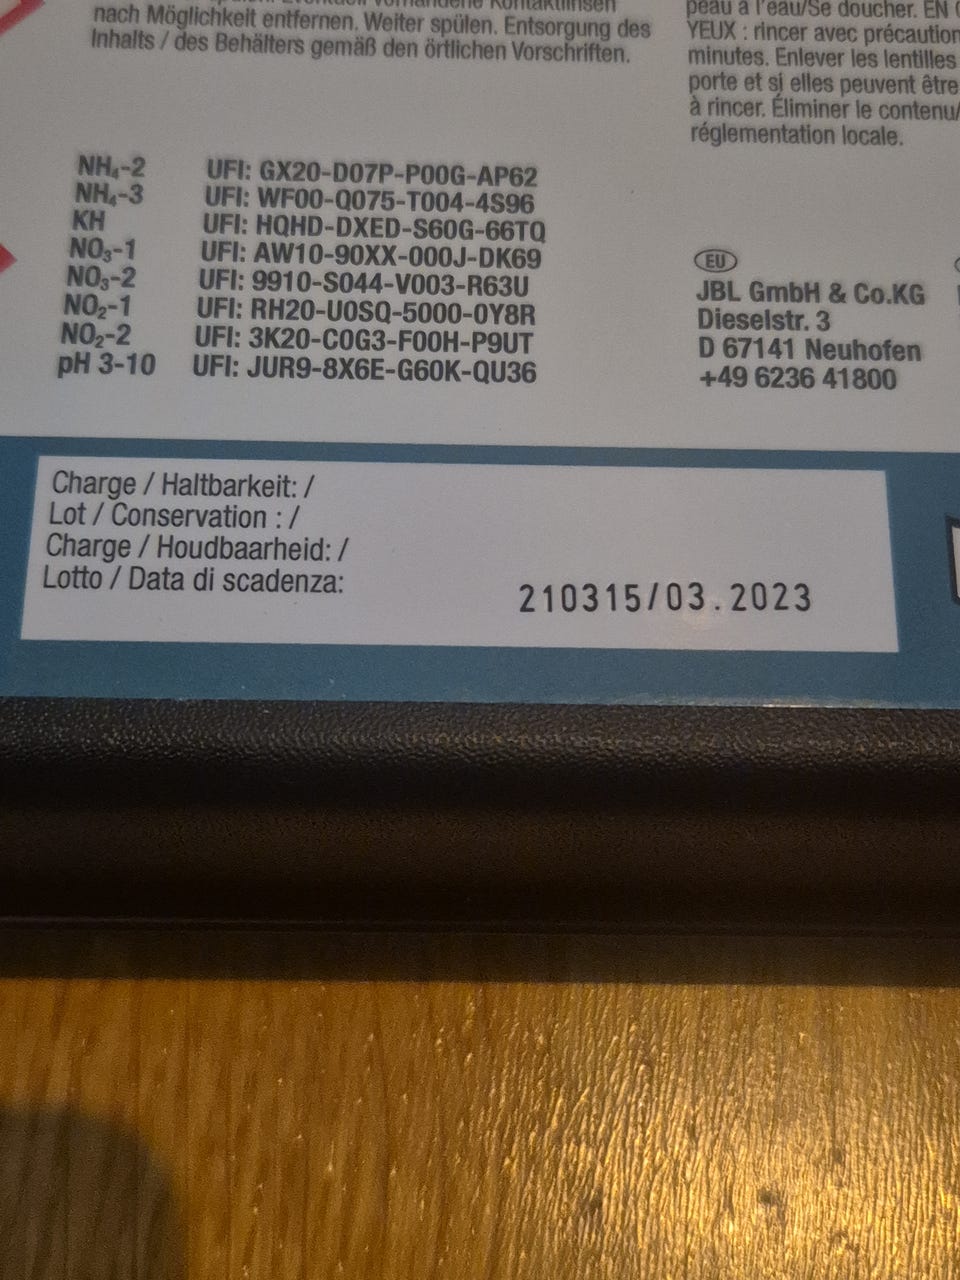 nach Möglichkeit entfernen. Weiter spülen. Entsorgung des
Inhalts / des Behälters gemäß den örtlichen Vorschriften.
peau à l'eau/Se doucher. EN
YEUX : rincer avec précaution
minutes. Enlever les lentilles
porte et si elles peuvent être
à rincer. Éliminer le contenu/
réglementation locale.
NH₄-2 UFI: GX20-D07P-P00G-AP62
NH₄-3 UFI: WF00-Q075-T004-4S96
KH UFI: HQHD-DXED-S60G-66TQ
NO₃-1 UFI: AW10-90XX-000J-DK69
NO₃-2 UFI: 9910-S044-V003-R63U
NO₂-1 UFI: RH20-U0SQ-5000-0Y8R
NO₂-2 UFI: 3K20-C0G3-F00H-P9UT
pH 3-10 UFI: JUR9-8X6E-G60K-QU36
EU
JBL GmbH & Co.KG
Dieselstr. 3
D 67141 Neuhofen
+49 6236 41800
Charge / Haltbarkeit: /
Lot / Conservation : /
Charge / Houdbaarheid: /
Lotto / Data di scadenza:
210315/03.2023